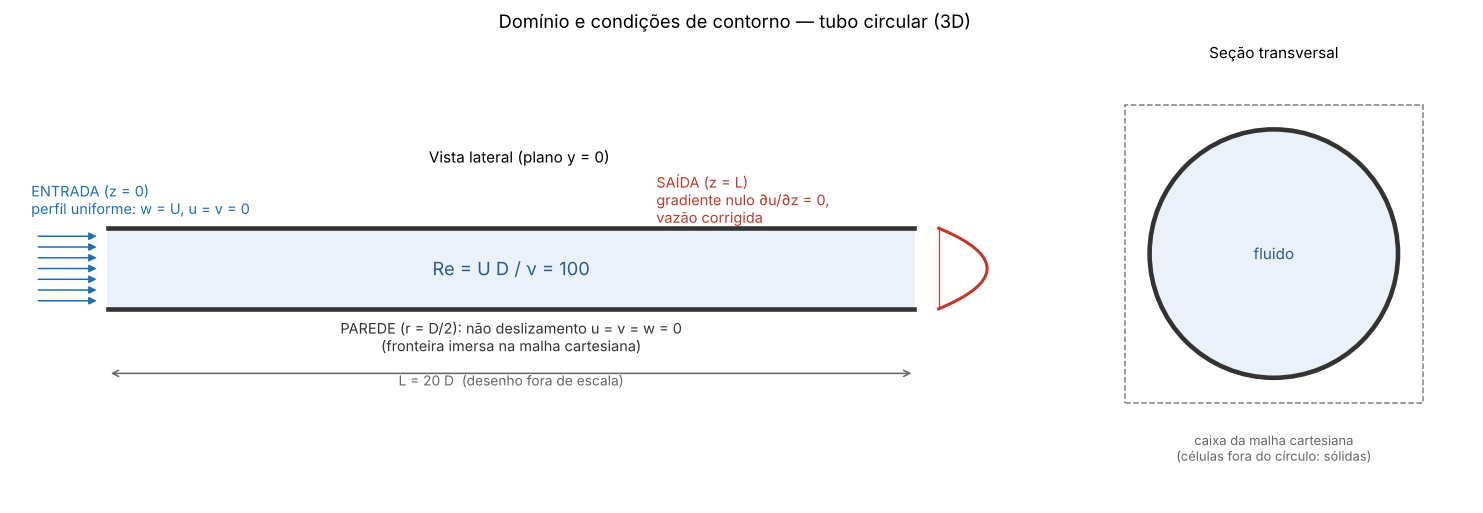 Domínio e condições de contorno — tubo circular (3D)
Seção transversal
Vista lateral (plano y = 0)
ENTRADA (z = 0)
perfil uniforme: w = U, u = v = 0
SAÍDA (z = L)
gradiente nulo ∂u/∂z = 0,
vazão corrigida
Re = U D / ν = 100
fluido
PAREDE (r = D/2): não deslizamento u = v = w = 0
(fronteira imersa na malha cartesiana)
L = 20 D (desenho fora de escala)
caixa da malha cartesiana
(células fora do círculo: sólidas)